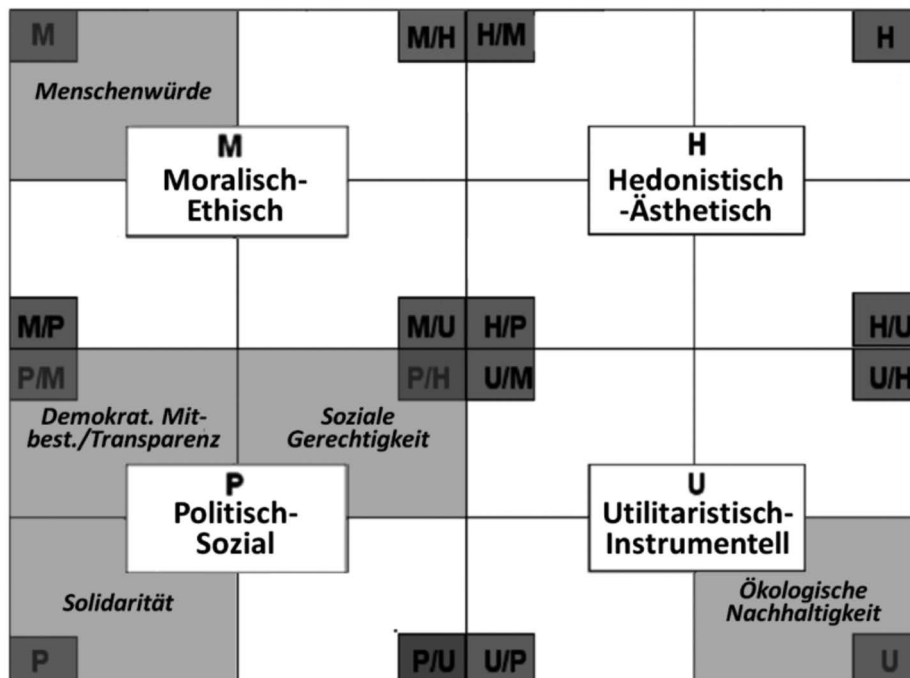 M
M/H
H/M
H
Menschenwürde
M
Moralisch-
Ethisch
H
Hedonistisch
-Ästhetisch
M/P
M/U
H/P
H/U
P/M
P/H
U/M
U/H
Demokrat. Mit-
best./Transparenz
Soziale
Gerechtigkeit
P
Politisch-
Sozial
U
Utilitaristisch-
Instrumentell
Solidarität
Ökologische
Nachhaltigkeit
P
P/U
U/P
U